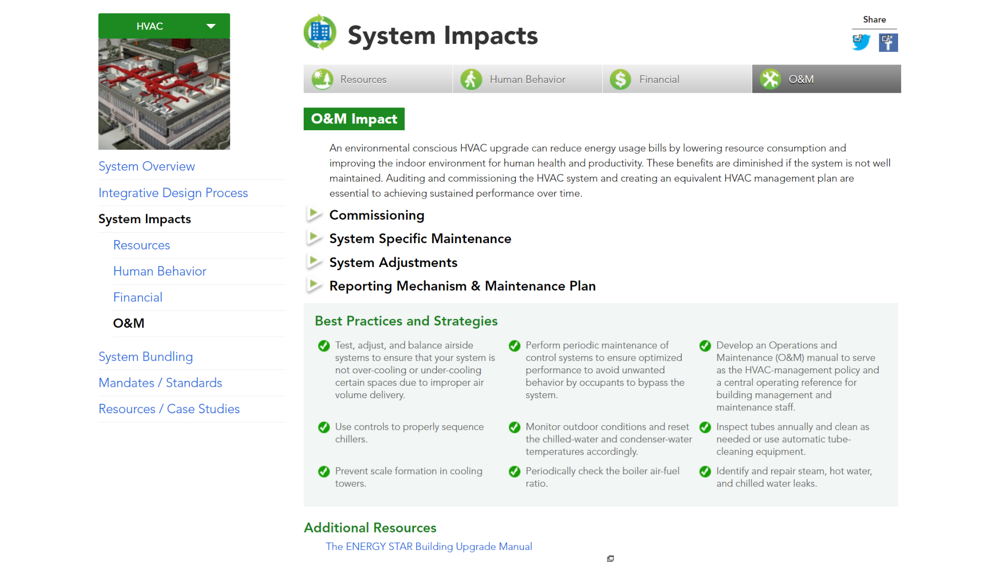 HVAC
System Overview
Integrative Design Process
System Impacts
Resources
Human Behavior
Financial
O&M
System Bundling
Mandates / Standards
Resources / Case Studies
System Impacts
Share
Resources
Human Behavior
Financial
O&M
O&M Impact
An environmental conscious HVAC upgrade can reduce energy usage bills by lowering resource consumption and
improving the indoor environment for human health and productivity. These benefits are diminished if the system is not well
maintained. Auditing and commissioning the HVAC system and creating an equivalent HVAC management plan are
essential to achieving sustained performance over time.
Commissioning
System Specific Maintenance
System Adjustments
Reporting Mechanism & Maintenance Plan
Best Practices and Strategies
Test, adjust, and balance airside
systems to ensure that your system is
not over-cooling or under-cooling
certain spaces due to improper air
volume delivery.
Perform periodic maintenance of
control systems to ensure optimized
performance to avoid unwanted
behavior by occupants to bypass the
system.
Develop an Operations and
Maintenance (O&M) manual to serve
as the HVAC-management policy and
a central operating reference for
building management and
maintenance staff.
Use controls to properly sequence
chillers.
Monitor outdoor conditions and reset
the chilled-water and condenser-water
temperatures accordingly.
Inspect tubes annually and clean as
needed or use automatic tube-
cleaning equipment.
Prevent scale formation in cooling
towers.
Periodically check the boiler air-fuel
ratio.
Identify and repair steam, hot water,
and chilled water leaks.
Additional Resources
The ENERGY STAR Building Upgrade Manual